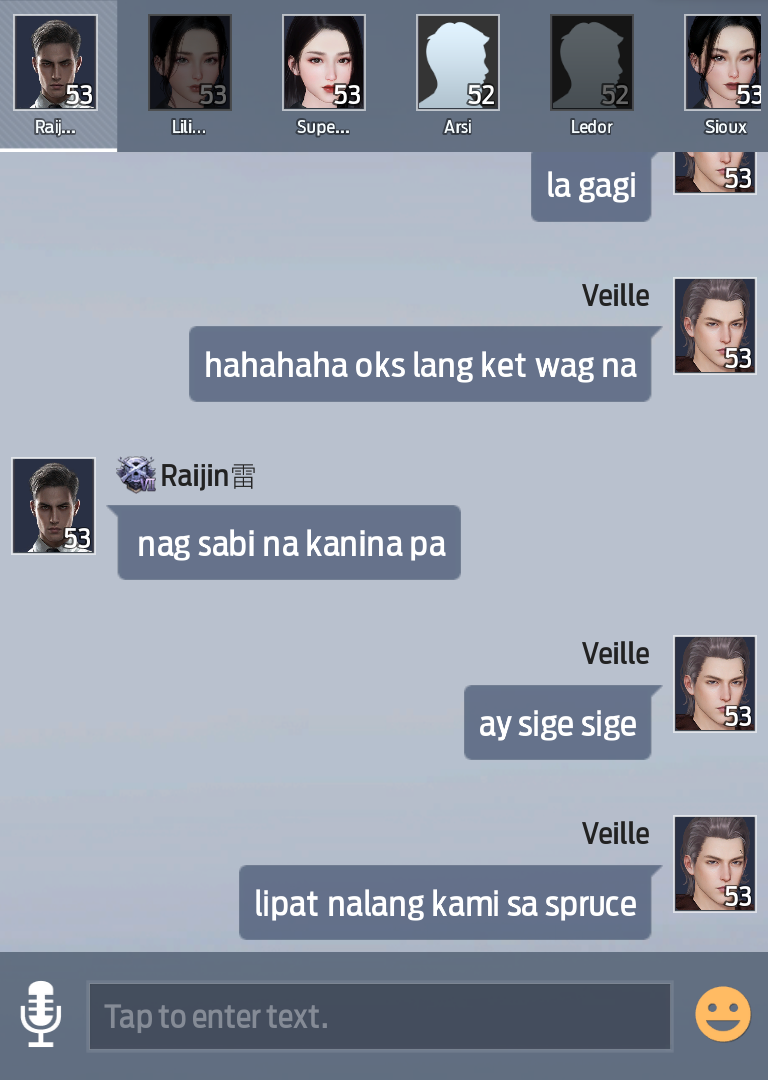 53
53
53
52
52
53
Raij...
Lili...
Supe...
Arsi
Ledor
Sioux
la gagi
53
Veille
hahahaha oks lang ket wag na
53
VII
Raijin雷
53
nag sabi na kanina pa
Veille
ay sige sige
53
Veille
lipat nalang kami sa spruce
53
Tap to enter text.